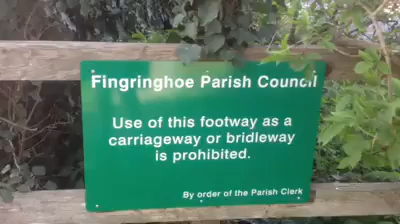 Fingringhoe Parish Council
Use of this footway as a
carriageway or bridleway
is prohibited.
By order of the Parish Clerk